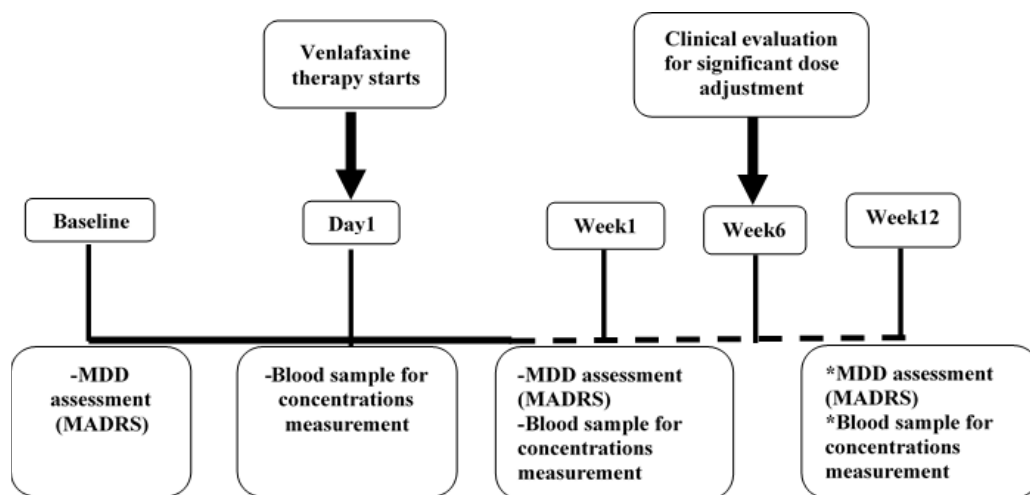 Venlafaxine
therapy starts
Clinical evaluation
for significant dose
adjustment
Baseline
Day1
Week1
Week6
Week12
-MDD
assessment
(MADRS)
-Blood sample for
concentrations
measurement
-MDD assessment
(MADRS)
-Blood sample for
concentrations
measurement
*MDD assessment
(MADRS)
*Blood sample for
concentrations
measurement